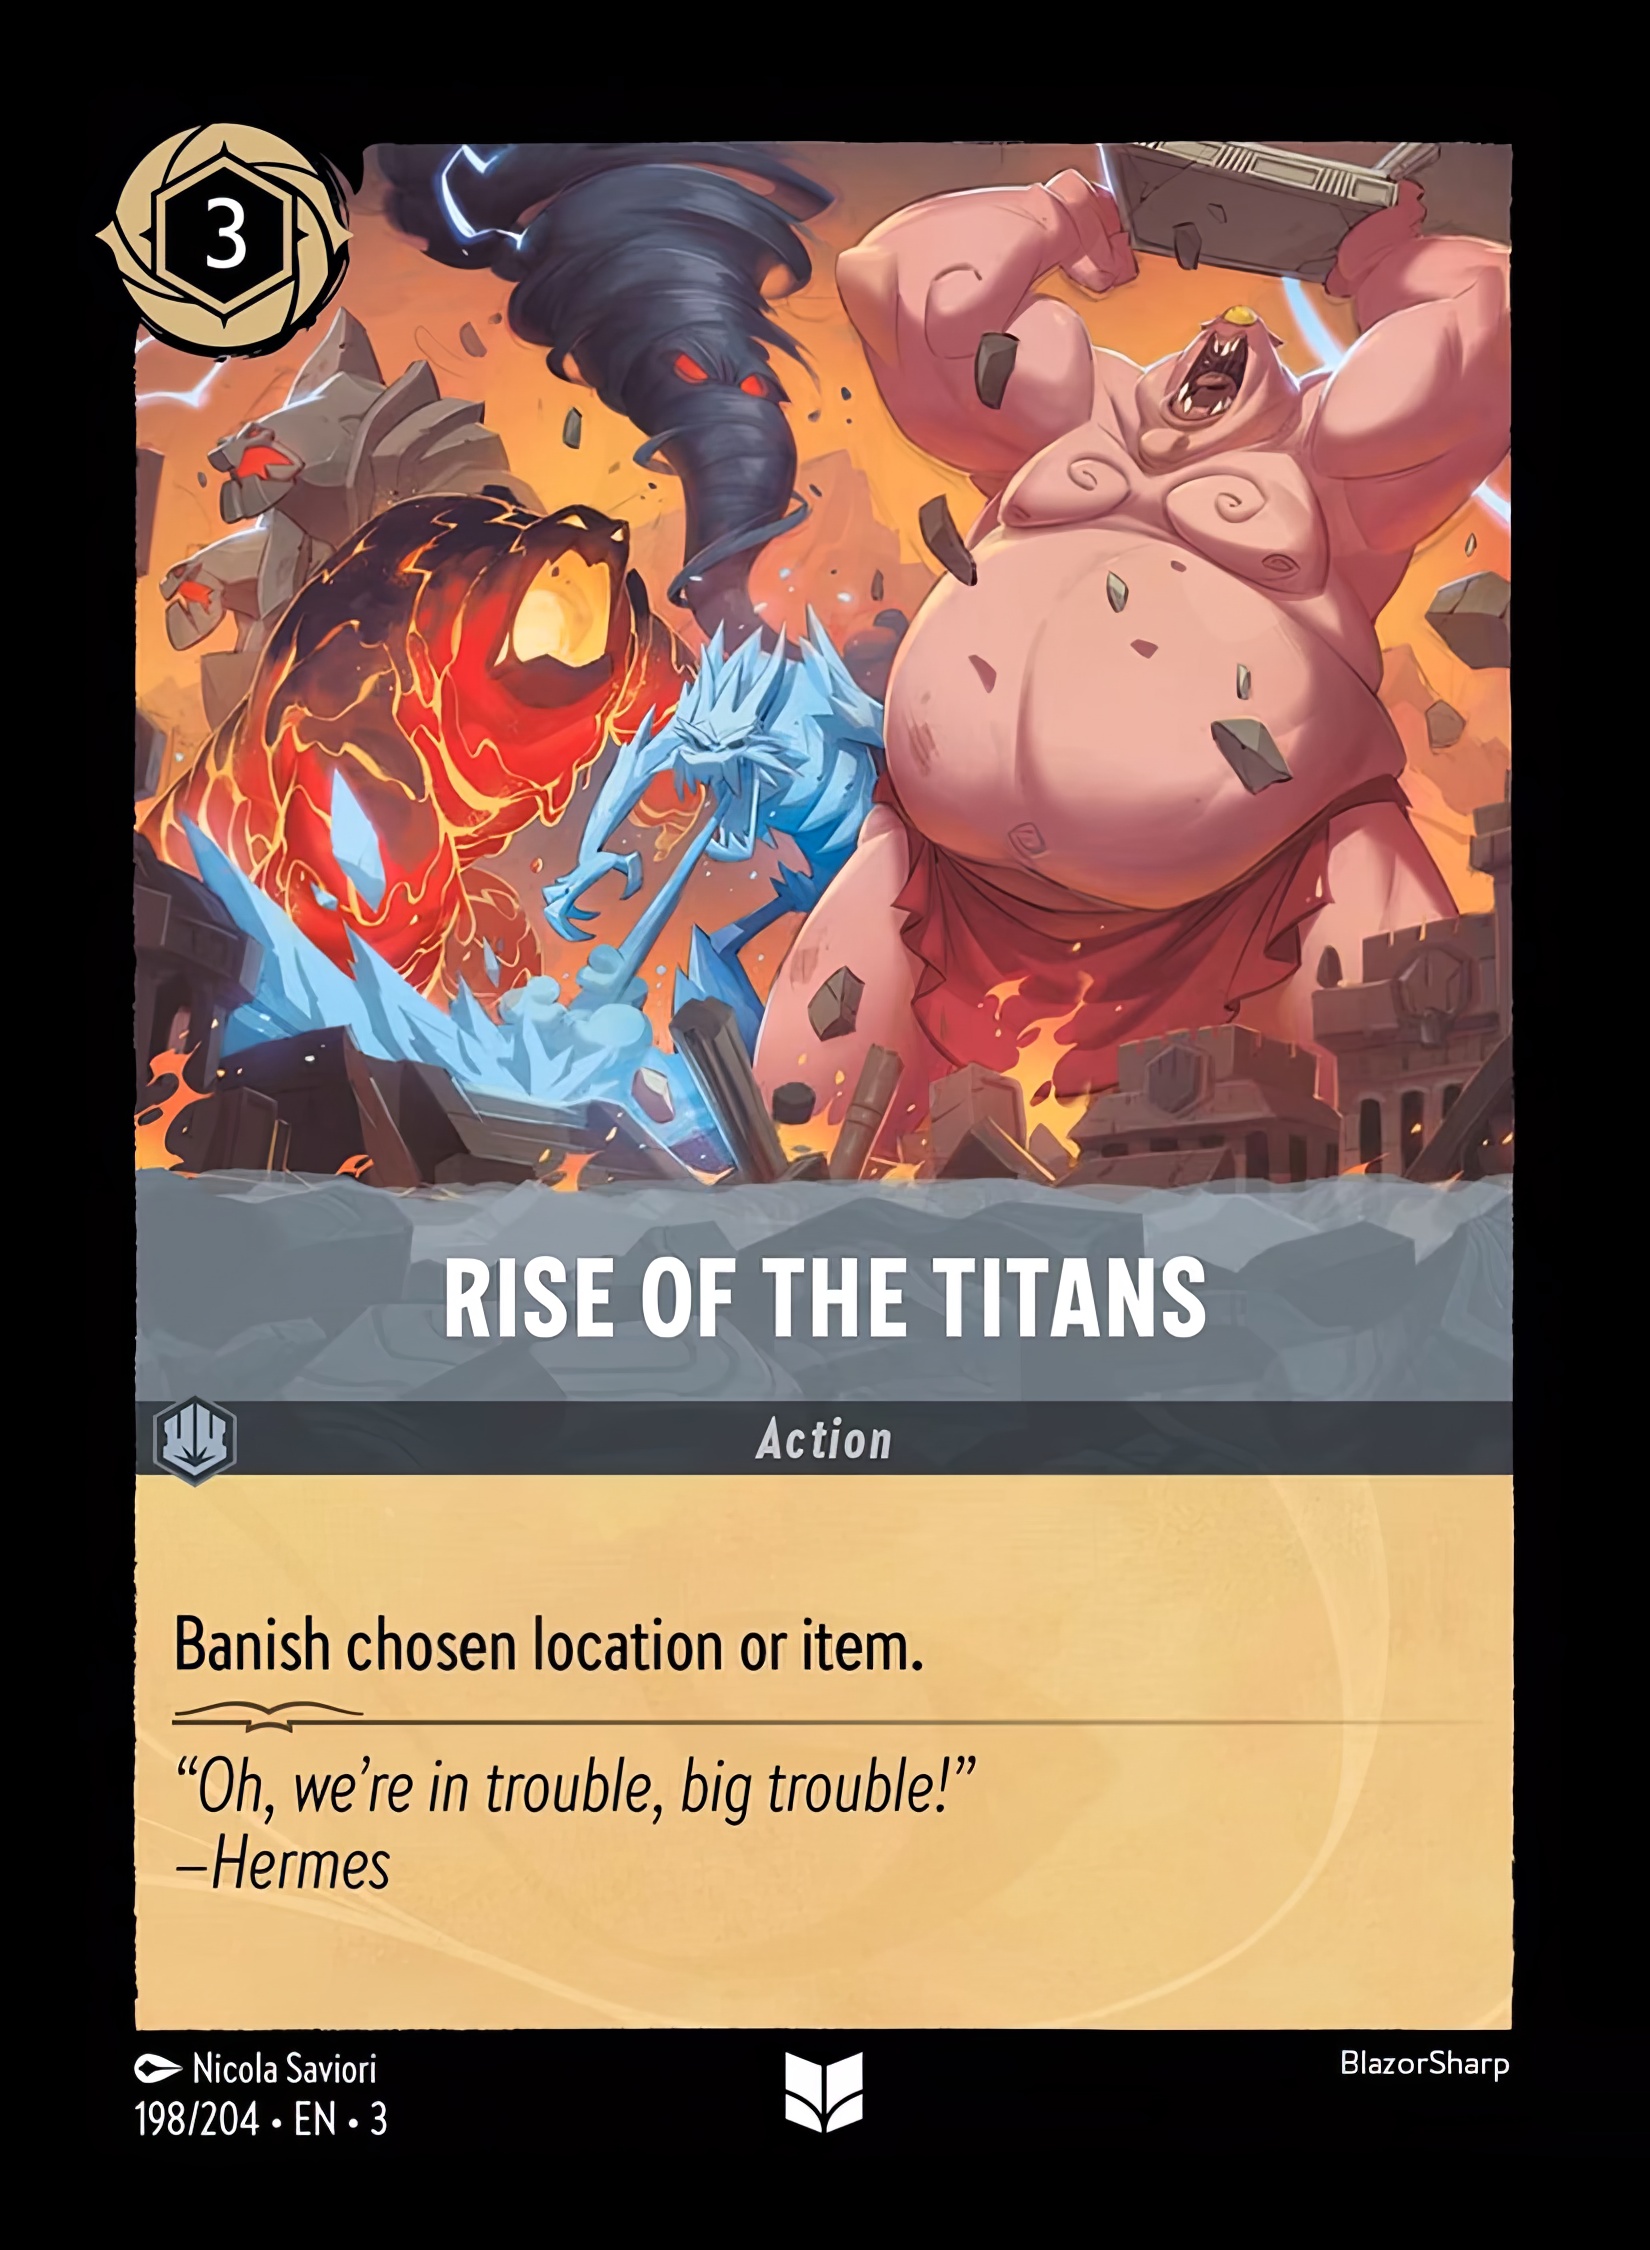 3
RISE OF THE TITANS
Action
Banish chosen location or item.
“Oh, we’re in trouble, big trouble!”
–Hermes
Nicola Saviori
BlazorSharp
198/204 • EN • 3